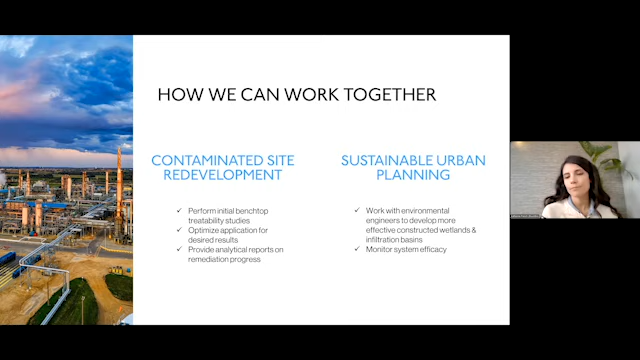 HOW WE CAN WORK TOGETHER
CONTAMINATED SITE
REDEVELOPMENT
✓ Perform initial benchtop
treatability studies
✓ Optimize application for
desired results
✓ Provide analytical reports on
remediation progress
SUSTAINABLE URBAN
PLANNING
✓ Work with environmental
engineers to develop more
effective constructed wetlands &
infiltration basins
✓ Monitor system efficacy